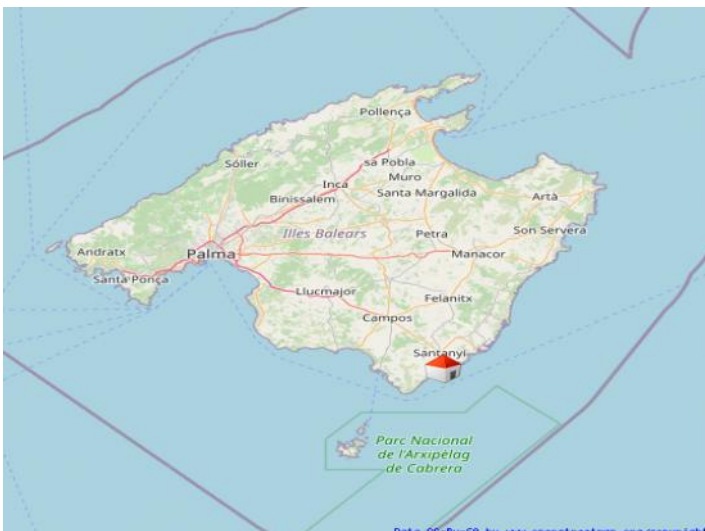 Pollença
sa Pobla
Sóller
Muro
Inca
Santa Margalida
Binissalem
Artà
Illes Balears
Petra
Son Servera
Andratx
Palma
Manacor
Santa Ponça
Llucmajor
Felanitx
Campos
Santanyí
Parc Nacional
de l'Arxipèlag
de Cabrera